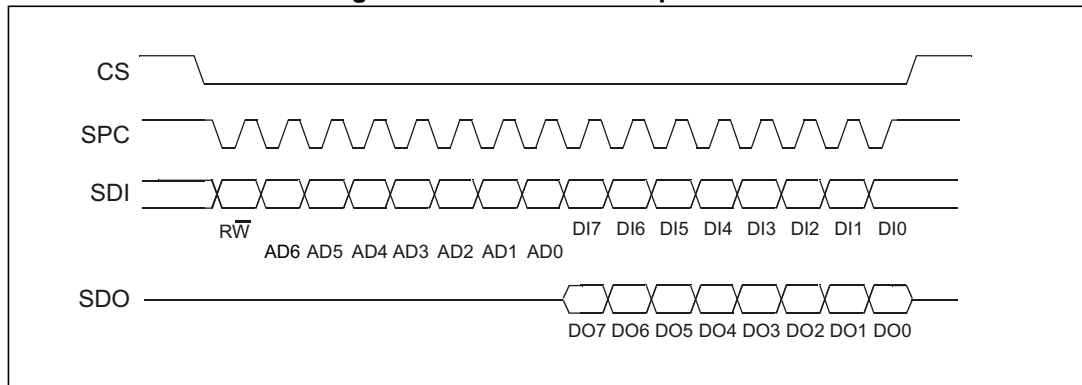 CS
SPC
SDI
RW̅
DI7 DI6 DI5 DI4 DI3 DI2 DI1 DI0
AD6 AD5 AD4 AD3 AD2 AD1 AD0
SDO
DO7 DO6 DO5 DO4 DO3 DO2 DO1 DO0